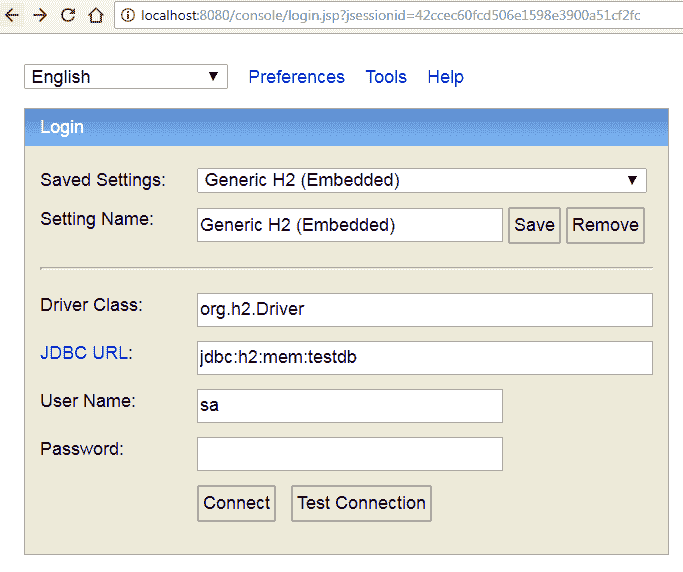 localhost:8080/console/login.jsp?jsessionid=42ccec60fcd506e1598e3900a51cf2fc
English Preferences Tools Help
Login
Saved Settings: Generic H2 (Embedded)
Setting Name: Generic H2 (Embedded) Save Remove
Driver Class: org.h2.Driver
JDBC URL: jdbc:h2:mem:testdb
User Name: sa
Password:
Connect Test Connection